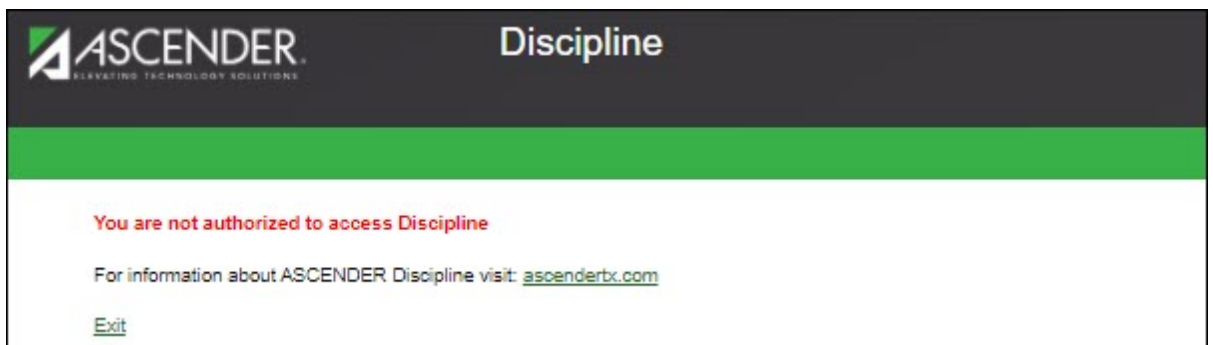 ASCENDER.
ELEVATING TECHNOLOGY SOLUTIONS
Discipline
You are not authorized to access Discipline
For information about ASCENDER Discipline visit: ascendertx.com
Exit